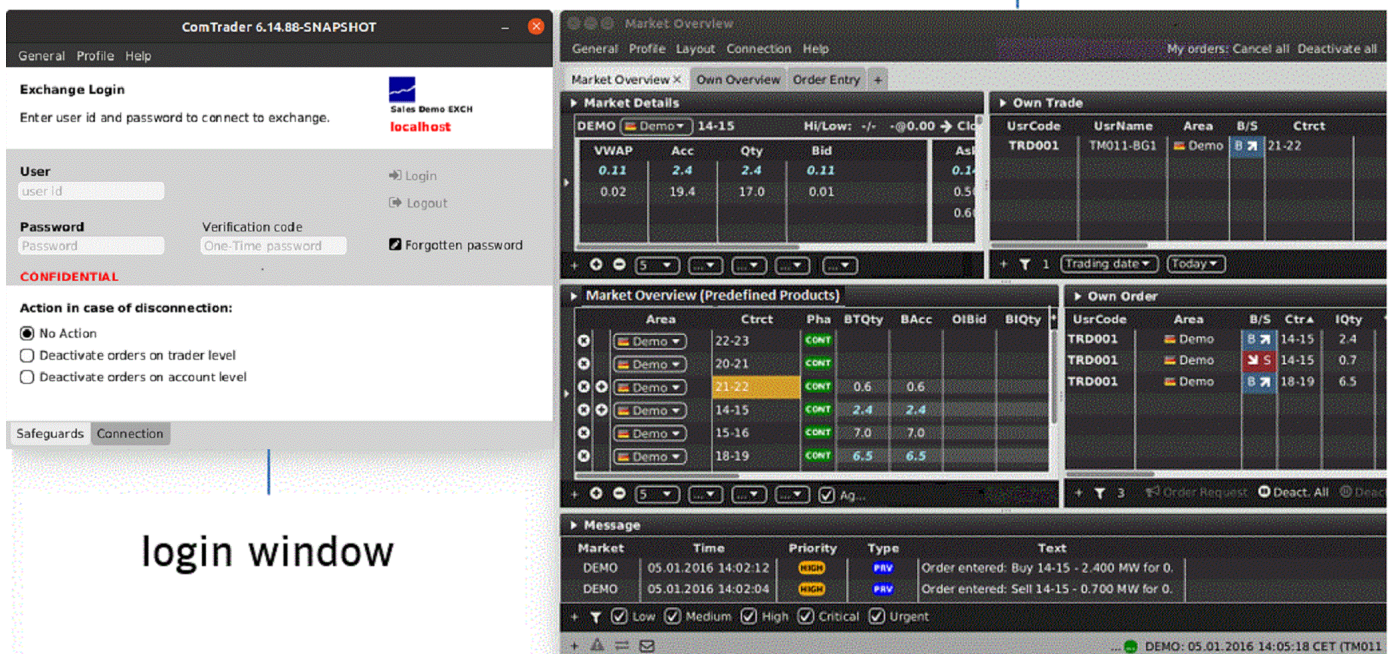 ComTrader 6.14.88-SNAPSHOT
General Profile Help
Exchange Login
Enter user id and password to connect to exchange.
Sales Demo EXCH
localhost
User
user id
Login
Logout
Password
Verification code
Password
One-Time password
Forgotten password
CONFIDENTIAL
Action in case of disconnection:
No Action
Deactivate orders on trader level
Deactivate orders on account level
Safeguards Connection
login window
Market Overview
General Profile Layout Connection Help
My orders: Cancel all Deactivate all
Market Overview Own Overview Order Entry +
Market Details
DEMO Demo 14-15 Hi/Low: -/- -@0.00
VWAP Acc Qty Bid
0.11 2.4 2.4 0.11
0.02 19.4 17.0 0.01
+ 5 ... ... ... ...
Own Trade
UsrCode UsrName Area B/S Ctrct
TRD001 TM011-BG1 Demo B 21-22
+ 1 Trading date Today
Market Overview (Predefined Products)
Area Ctrct Pha BTQty BAcc OIBid BIQty
Demo 22-23 CONT
Demo 20-21 CONT
Demo 21-22 CONT 0.6 0.6
Demo 14-15 CONT 2.4 2.4
Demo 15-16 CONT 7.0 7.0
Demo 18-19 CONT 6.5 6.5
+ 5 ... ... ... Ag...
Own Order
UsrCode Area B/S Ctr IQty
TRD001 Demo B 14-15 2.4
TRD001 Demo S 14-15 0.7
TRD001 Demo B 18-19 6.5
+ 3 Order Request Deact. All
Message
Market Time Priority Type Text
DEMO 05.01.2016 14:02:12 HIGH PRV Order entered: Buy 14-15 - 2.400 MW for 0.
DEMO 05.01.2016 14:02:04 HIGH PRV Order entered: Sell 14-15 - 0.700 MW for 0.
+ Low Medium High Critical Urgent
+ ... DEMO: 05.01.2016 14:05:18 CET (TM011